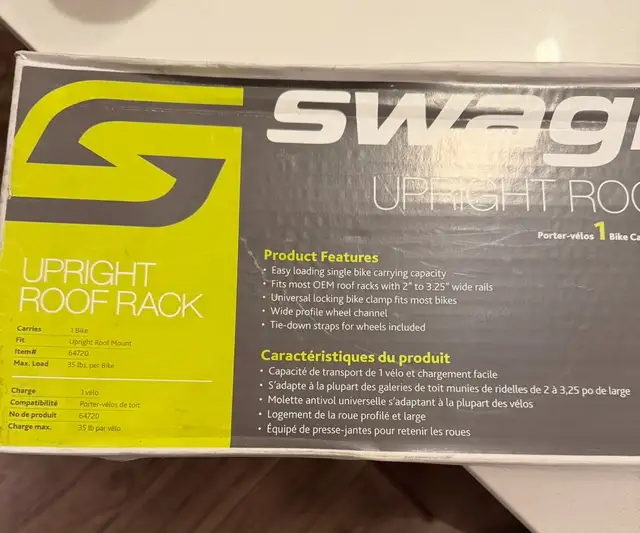 swag
UPRIGHT ROO
Porter-vélos 1 Bike Ca
UPRIGHT
ROOF RACK
Carries 1 Bike
Fit Upright Roof Mount
Item# 64720
Max. Load 35 lbs. per Bike
Charge 1 vélo
Compatibilité Porter-vélos de toit
No de produit 64720
Charge max. 35 lb par vélo
Product Features
• Easy loading single bike carrying capacity
• Fits most OEM roof racks with 2" to 3.25" wide rails
• Universal locking bike clamp fits most bikes
• Wide profile wheel channel
• Tie-down straps for wheels included
Caractéristiques du produit
• Capacité de transport de 1 vélo et chargement facile
• S'adapte à la plupart des galeries de toit munies de ridelles de 2 à 3,25 po de large
• Molette antivol universelle s'adaptant à la plupart des vélos
• Logement de la roue profilé et large
• Équipé de presse-jantes pour retenir les roues